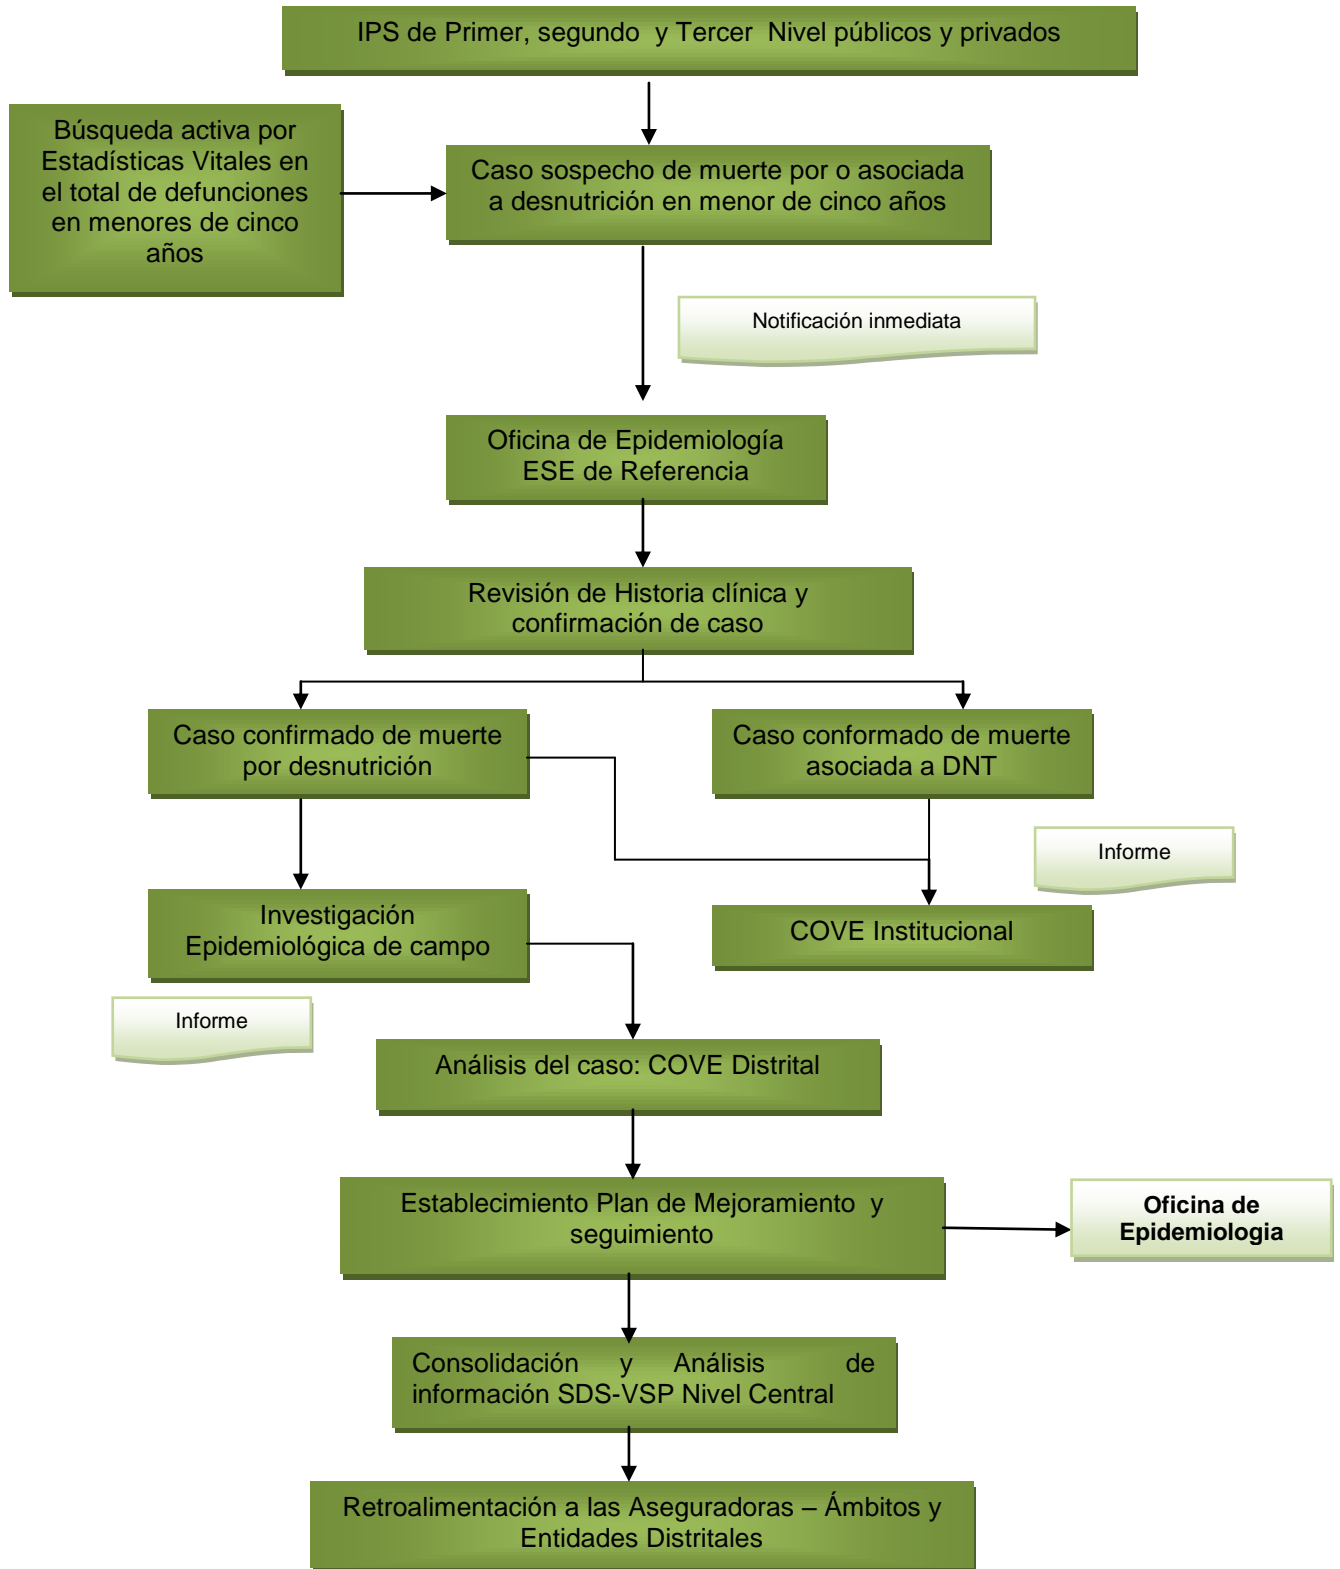 IPS de Primer, segundo y Tercer Nivel públicos y privados
Búsqueda activa por
Estadísticas Vitales en
el total de defunciones
en menores de cinco
años
Caso sospecho de muerte por o asociada
a desnutrición en menor de cinco años
Notificación inmediata
Oficina de Epidemiología
ESE de Referencia
Revisión de Historia clínica y
confirmación de caso
Caso confirmado de muerte
por desnutrición
Caso conformado de muerte
asociada a DNT
Informe
Investigación
Epidemiológica de campo
COVE Institucional
Informe
Análisis del caso: COVE Distrital
Establecimiento Plan de Mejoramiento y
seguimiento
Oficina de
Epidemiologia
Consolidación y Análisis de
información SDS-VSP Nivel Central
Retroalimentación a las Aseguradoras – Ámbitos y
Entidades Distritales